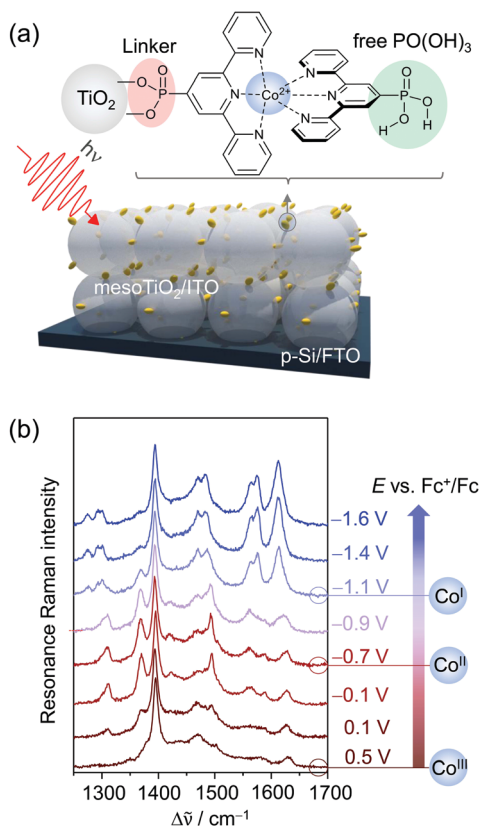 (a)
Linker
free PO(OH)₃
TiO₂
O
O
O
P
N
N
N
Co²⁺
N
N
N
O
P
O
O
H
H
hν
mesoTiO₂/ITO
p-Si/FTO
(b)
Resonance Raman intensity
E vs. Fc⁺/Fc
−1.6 V
−1.4 V
−1.1 V
Coᴵ
−0.9 V
−0.7 V
Coᴵᴵ
−0.1 V
0.1 V
0.5 V
Coᴵᴵᴵ
1300 1400 1500 1600 1700
Δν̃ / cm⁻¹